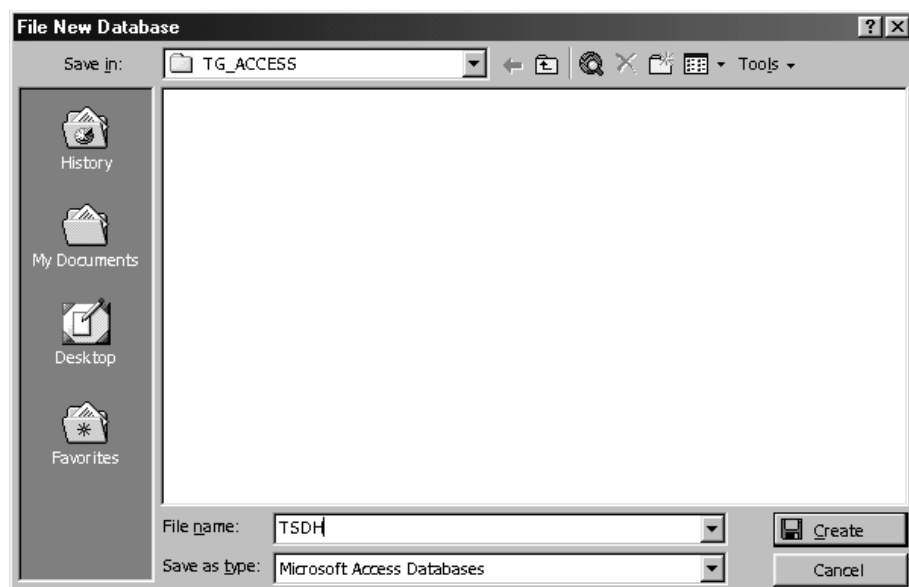 File New Database
Save in: TG_ACCESS Tools
History
My Documents
Desktop
Favorites
File name: TSDH Create
Save as type: Microsoft Access Databases Cancel